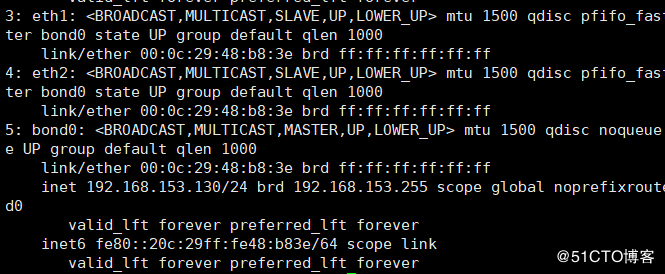 valid_lft forever preferred_lft forever
3: eth1: <BROADCAST,MULTICAST,SLAVE,UP,LOWER_UP> mtu 1500 qdisc pfifo_fas
ter bond0 state UP group default qlen 1000
link/ether 00:0c:29:48:b8:3e brd ff:ff:ff:ff:ff:ff
4: eth2: <BROADCAST,MULTICAST,SLAVE,UP,LOWER_UP> mtu 1500 qdisc pfifo_fas
ter bond0 state UP group default qlen 1000
link/ether 00:0c:29:48:b8:3e brd ff:ff:ff:ff:ff:ff
5: bond0: <BROADCAST,MULTICAST,MASTER,UP,LOWER_UP> mtu 1500 qdisc noqueue
e UP group default qlen 1000
link/ether 00:0c:29:48:b8:3e brd ff:ff:ff:ff:ff:ff
inet 192.168.153.130/24 brd 192.168.153.255 scope global noprefixroute
d0
valid_lft forever preferred_lft forever
inet6 fe80::20c:29ff:fe48:b83e/64 scope link
valid_lft forever preferred_lft forever
@51CTO博客